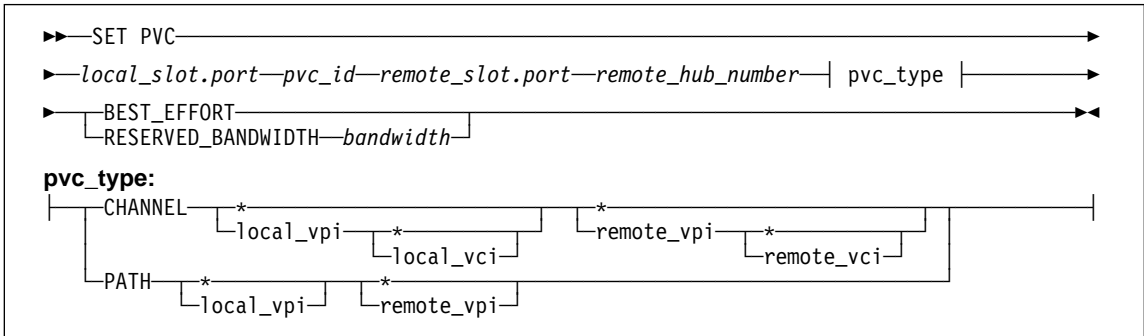 SET PVC
local_slot.port pvc_id remote_slot.port remote_hub_number pvc_type
BEST_EFFORT
RESERVED_BANDWIDTH bandwidth
pvc_type:
CHANNEL * *
local_vpi * remote_vpi *
local_vci remote_vci
PATH * *
local_vpi remote_vpi